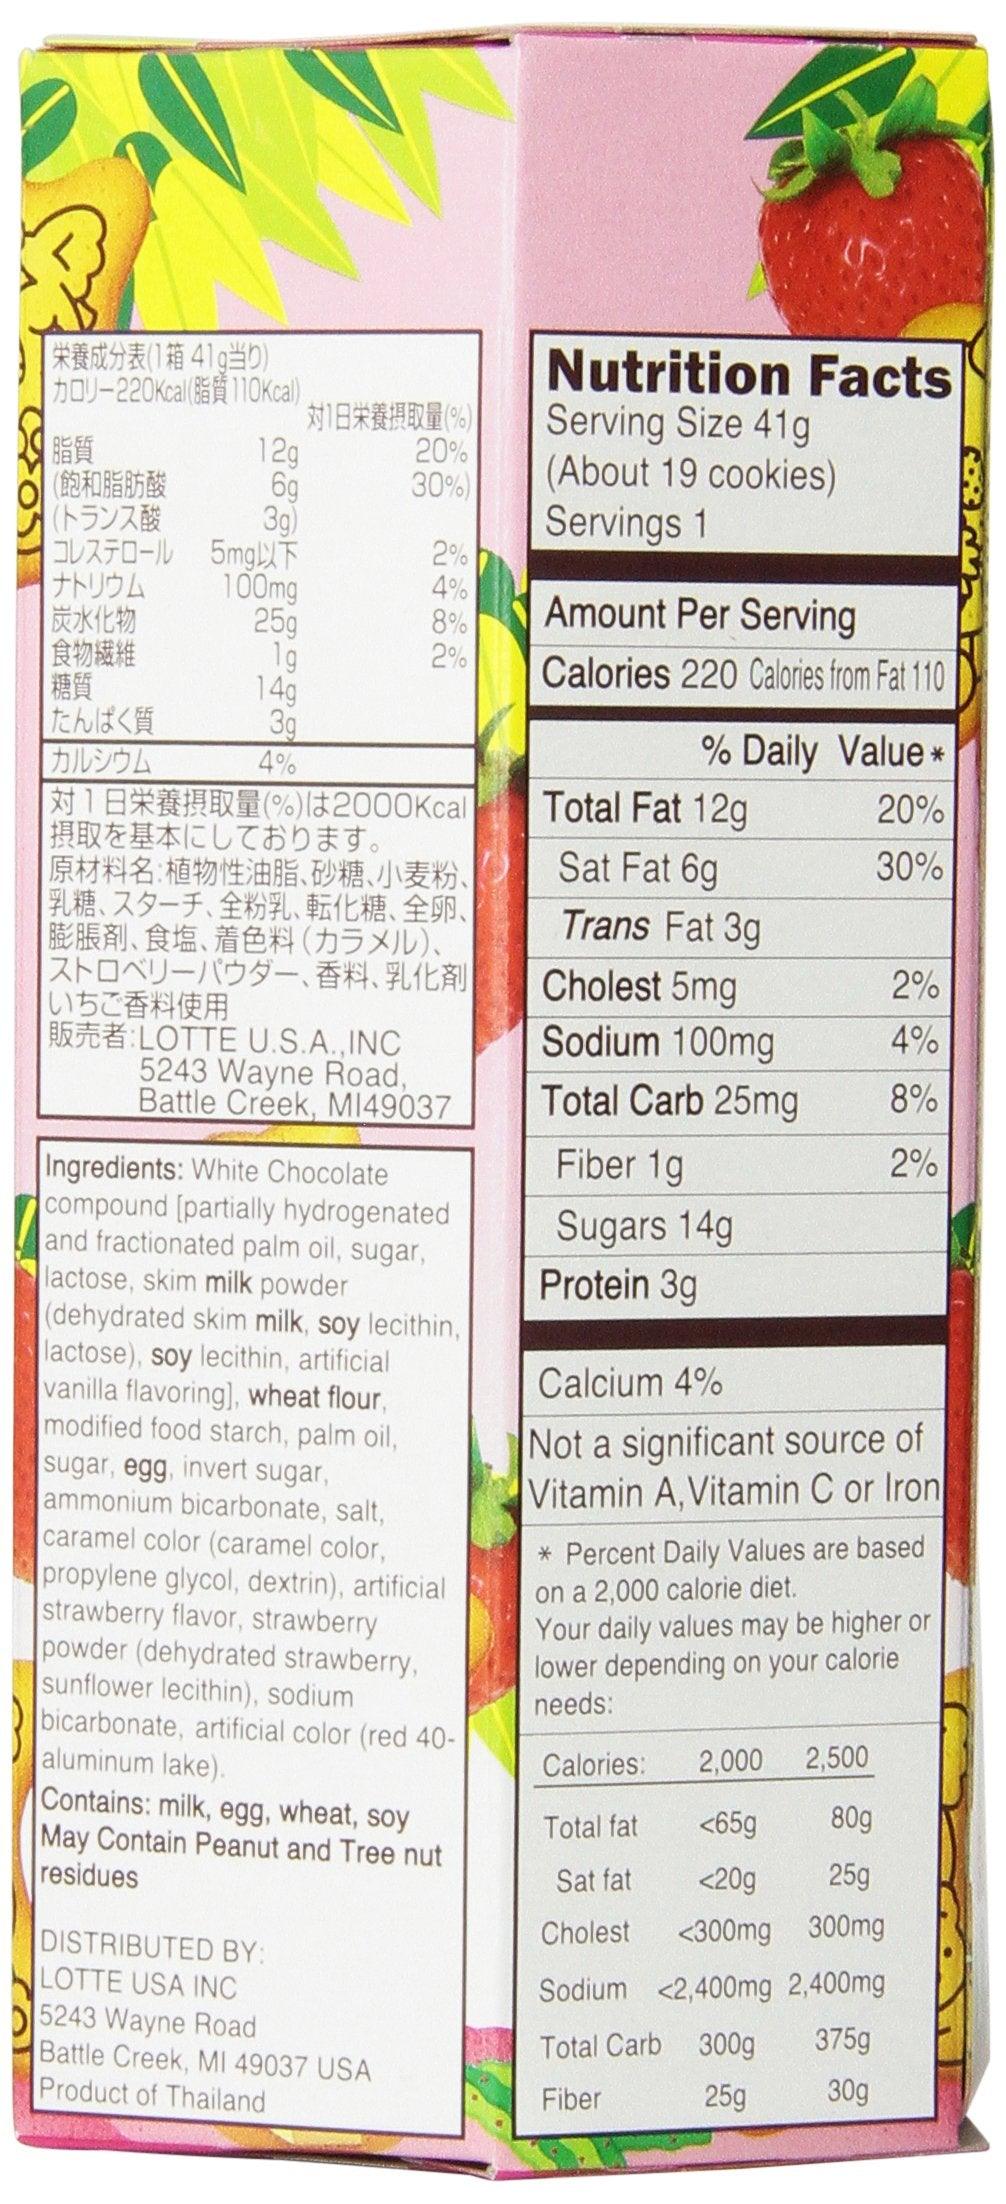 栄養成分表(1箱 41g当り)
カロリー220Kcal(脂質110Kcal)
対1日栄養摂取量(%)
脂質 12g 20%
(飽和脂肪酸 6g 30%)
(トランス酸 3g)
コレステロール 5mg以下 2%
ナトリウム 100mg 4%
炭水化物 25g 8%
食物繊維 1g 2%
糖質 14g
たんぱく質 3g
カルシウム 4%
対1日栄養摂取量(%)は2000Kcal
摂取を基本にしております。
原材料名:植物性油脂、砂糖、小麦粉、
乳糖、スターチ、全粉乳、転化糖、全卵、
膨脹剤、食塩、着色料(カラメル)、
ストロベリーパウダー、香料、乳化剤
いちご香料使用
販売者:LOTTE U.S.A.,INC
5243 Wayne Road,
Battle Creek, MI49037
Ingredients: White Chocolate
compound [partially hydrogenated
and fractionated palm oil, sugar,
lactose, skim milk powder
(dehydrated skim milk, soy lecithin,
lactose), soy lecithin, artificial
vanilla flavoring], wheat flour,
modified food starch, palm oil,
sugar, egg, invert sugar,
ammonium bicarbonate, salt,
caramel color (caramel color,
propylene glycol, dextrin), artificial
strawberry flavor, strawberry
powder (dehydrated strawberry,
sunflower lecithin), sodium
bicarbonate, artificial color (red 40-
aluminum lake).
Contains: milk, egg, wheat, soy
May Contain Peanut and Tree nut
residues
DISTRIBUTED BY:
LOTTE USA INC
5243 Wayne Road
Battle Creek, MI 49037 USA
Product of Thailand
Nutrition Facts
Serving Size 41g
(About 19 cookies)
Servings 1
Amount Per Serving
Calories 220 Calories from Fat 110
% Daily Value *
Total Fat 12g 20%
Sat Fat 6g 30%
Trans Fat 3g
Cholest 5mg 2%
Sodium 100mg 4%
Total Carb 25mg 8%
Fiber 1g 2%
Sugars 14g
Protein 3g
Calcium 4%
Not a significant source of
Vitamin A, Vitamin C or Iron
* Percent Daily Values are based
on a 2,000 calorie diet.
Your daily values may be higher or
lower depending on your calorie
needs:
Calories: 2,000 2,500
Total fat <65g 80g
Sat fat <20g 25g
Cholest <300mg 300mg
Sodium <2,400mg 2,400mg
Total Carb 300g 375g
Fiber 25g 30g